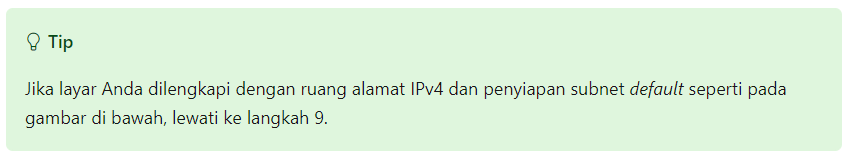 Tip
Jika layar Anda dilengkapi dengan ruang alamat IPv4 dan penyiapan subnet default seperti pada
gambar di bawah, lewati ke langkah 9.